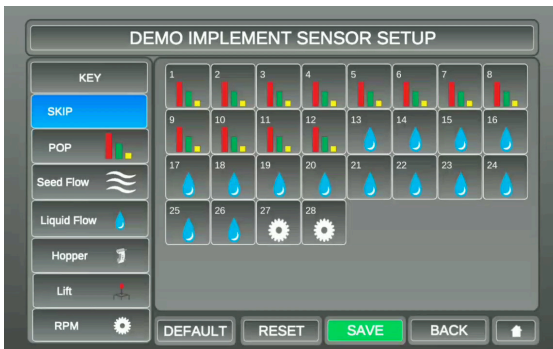 DEMO IMPLEMENT SENSOR SETUP
KEY
SKIP
POP
Seed Flow
Liquid Flow
Hopper
Lift
RPM
1 2 3 4 5 6 7 8
9 10 11 12 13 14 15 16
17 18 19 20 21 22 23 24
25 26 27 28
DEFAULT RESET SAVE BACK